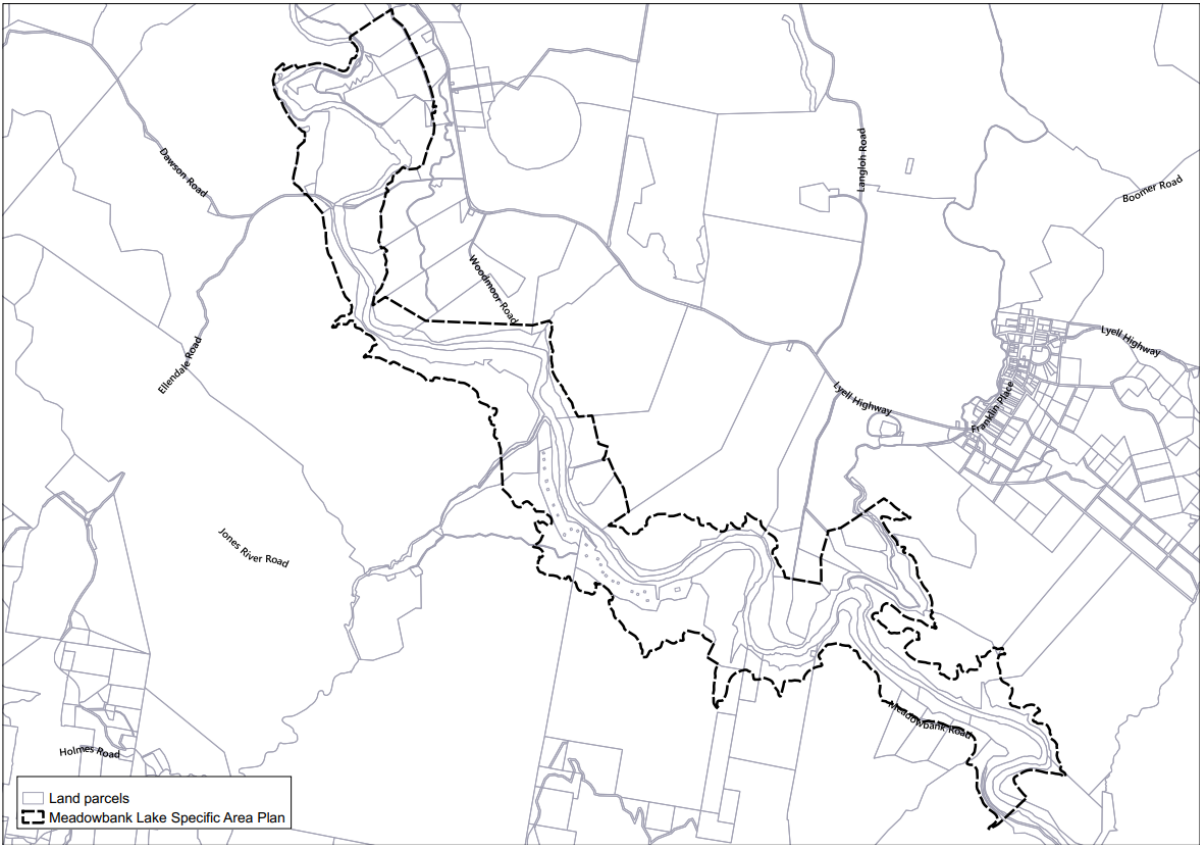 Dawson Road
Langloh Road
Boomer Road
Woodmoor Road
Ellendale Road
Lyell Highway
Lyell Highway
Franklin Place
Jones River Road
Meadowbank Road
Holmes Road
Land parcels
Meadowbank Lake Specific Area Plan